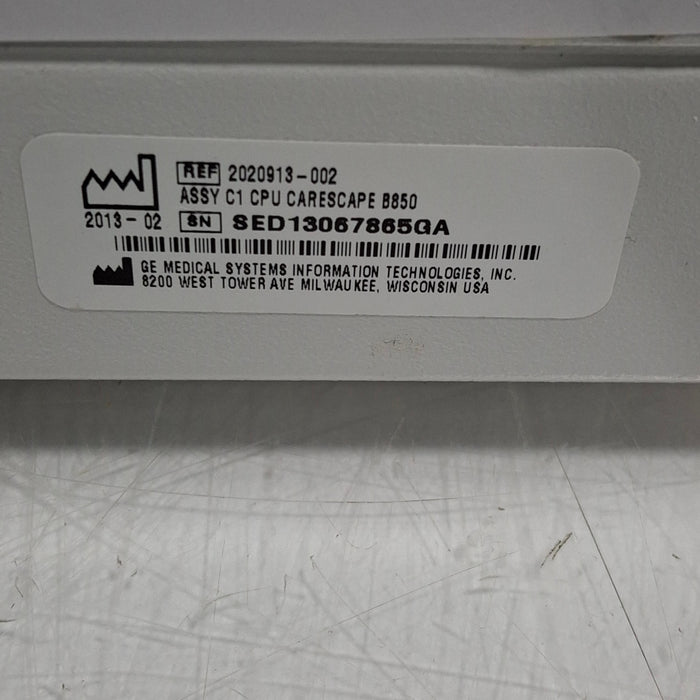 REF 2020913-002
ASSY C1 CPU CARESCAPE B850
2013-02 SN SED13067865GA
GE MEDICAL SYSTEMS INFORMATION TECHNOLOGIES, INC.
8200 WEST TOWER AVE MILWAUKEE, WISCONSIN USA